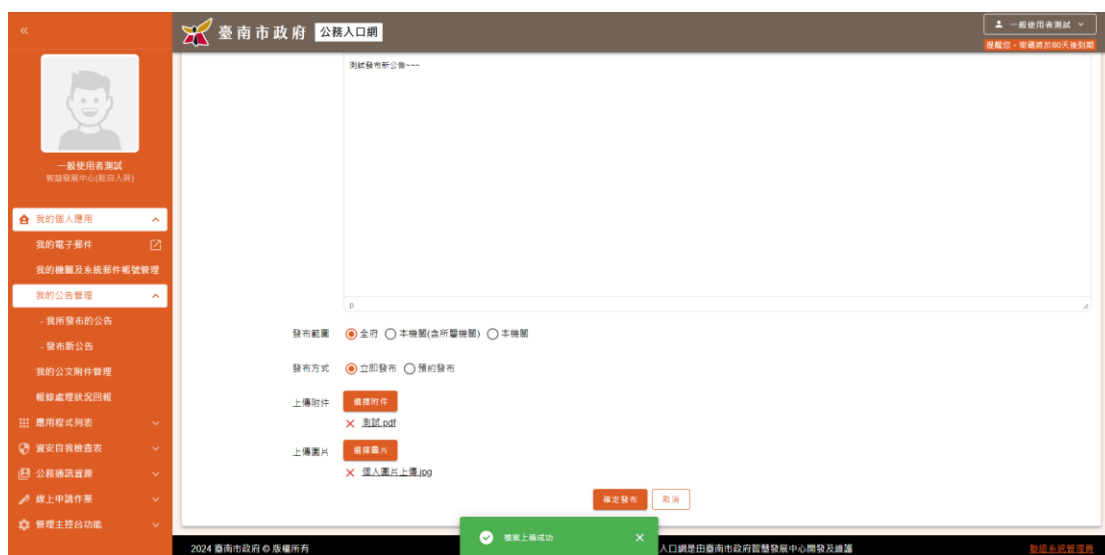 «
臺南市政府 公務入口網
一般使用者測試
提醒您，密碼將於80天後到期
一般使用者測試
智慧發展中心(駐府人員)
我的個人應用
我的電子郵件
我的機關及系統郵件帳號管理
我的公告管理
- 我所發布的公告
- 發布新公告
我的公文附件管理
報修處理狀況回報
應用程式列表
資安自我檢查表
公務通訊資源
線上申請作業
管理主控台功能
測試發布新公告~~~
p
發布範圍 全府 本機關(含所屬機關) 本機關
發布方式 立即發布 預約發布
上傳附件 選擇附件
測試.pdf
上傳圖片 選擇圖片
個人圖片上傳.jpg
確定發布 取消
檔案上傳成功
2024 臺南市政府 © 版權所有
入口網是由臺南市政府智慧發展中心開發及維護
聯絡系統管理員